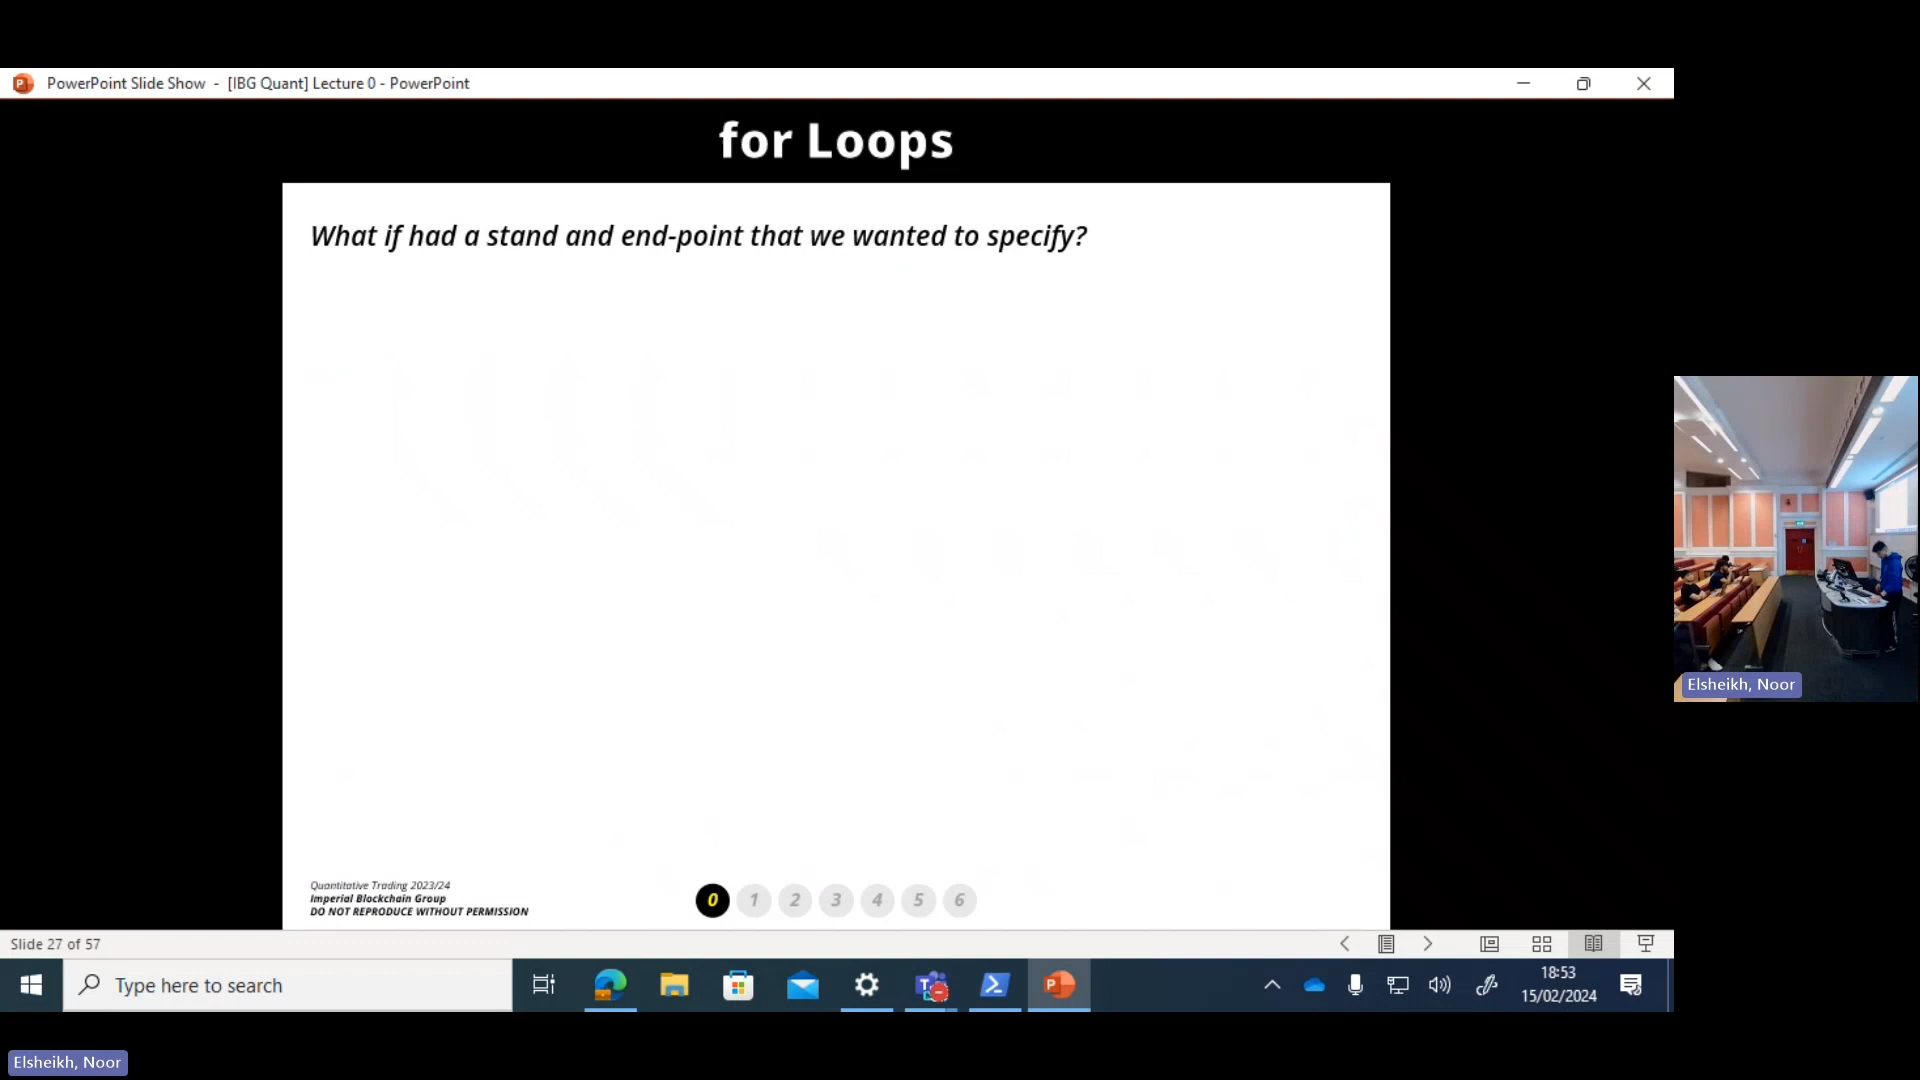 PowerPoint Slide Show - [IBG Quant] Lecture 0 - PowerPoint
for Loops
What if had a stand and end-point that we wanted to specify?
Elsheikh, Noor
Quantitative Trading 2023/24
Imperial Blockchain Group
DO NOT REPRODUCE WITHOUT PERMISSION
0 1 2 3 4 5 6
Slide 27 of 57
Type here to search
18:53
15/02/2024
Elsheikh, Noor